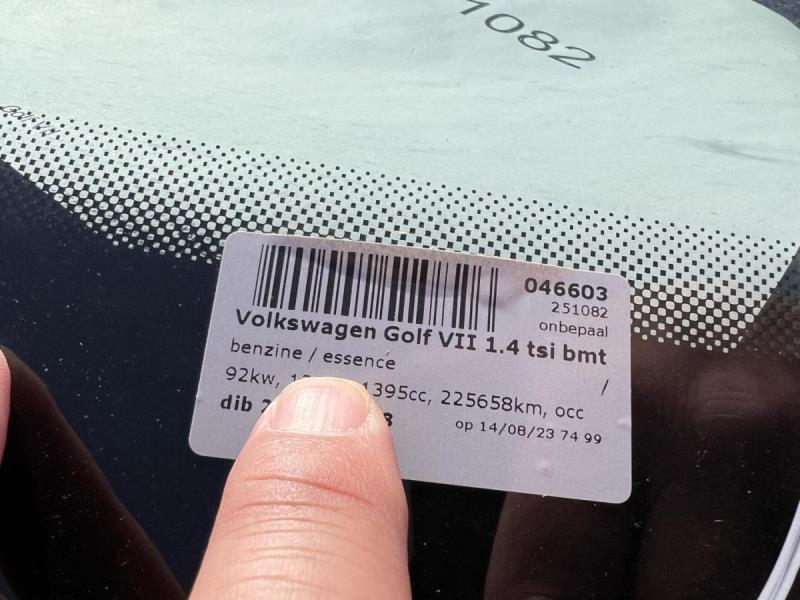 1082
046603
251082
onbepaal
Volkswagen Golf VII 1.4 tsi bmt
benzine / essence
/
92kw, 1395cc, 225658km, occ
dib
op 14/08/23 74 99